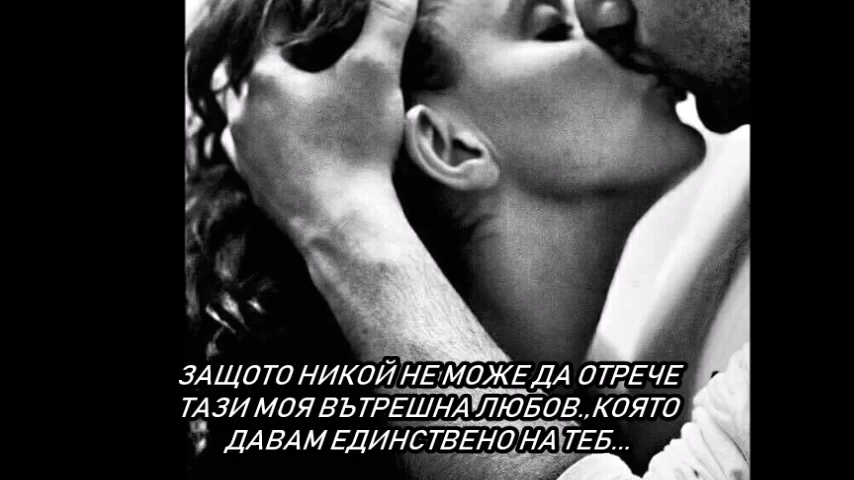 ЗАЩОТО НИКОЙ НЕ МОЖЕ ДА ОТРЕЧЕ
ТАЗИ МОЯ ВЪТРЕШНА ЛЮБОВ.,КОЯТО
ДАВАМ ЕДИНСТВЕНО НА ТЕБ...